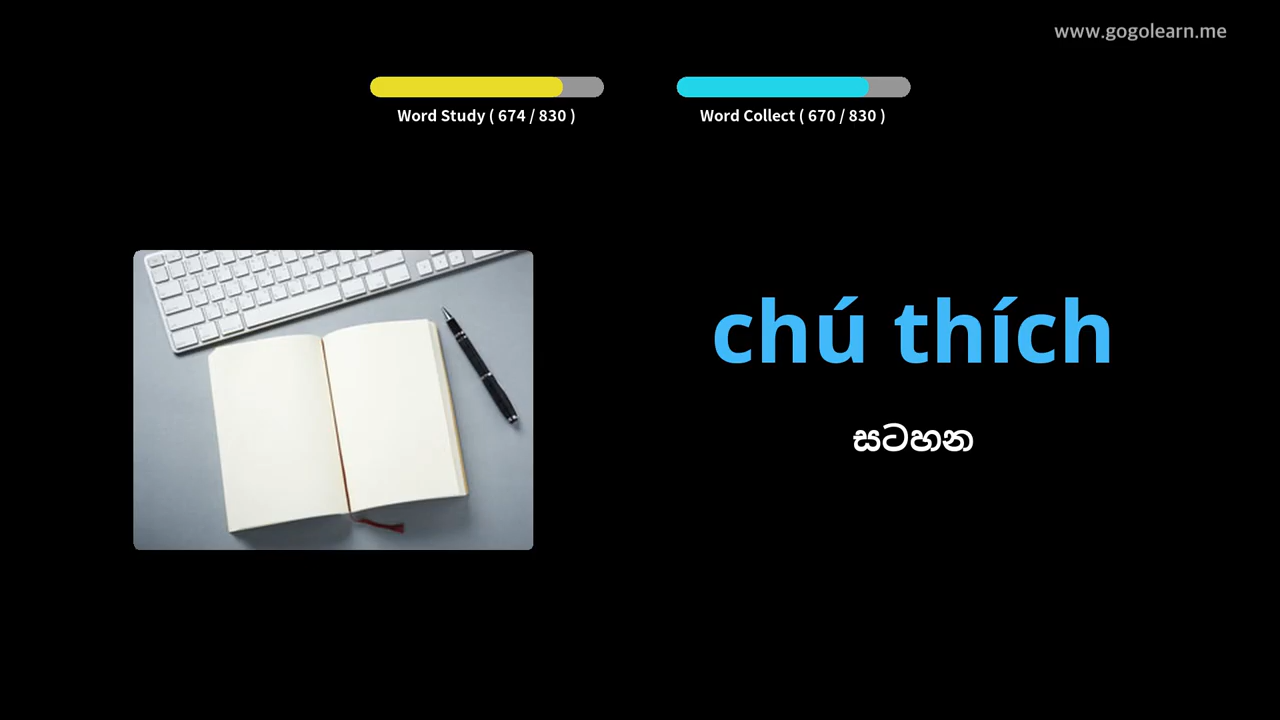 www.gogolearn.me
Word Study ( 674 / 830 )
Word Collect ( 670 / 830 )
chú thích
සටහන